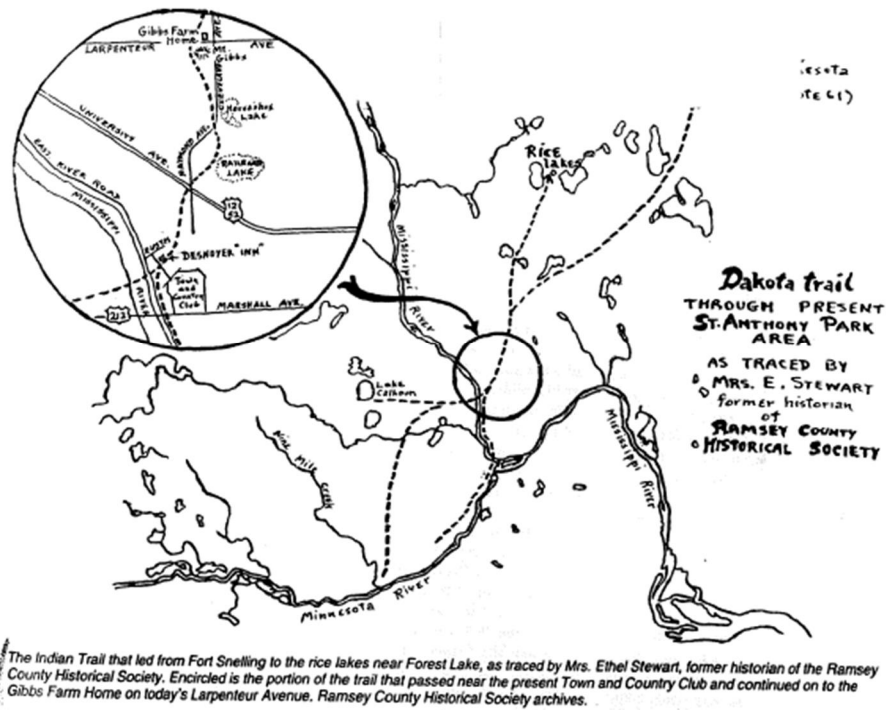 Gibbs Farm
Home
LARPENTEUR AVE
AVE.
Gibbs
CLEVELAND
Lake
RAYMOND AVE.
UNIVERSITY AVE.
LAKE
EAST RIVER ROAD
MISSISSIPPI
RIVER
12
52
DESNOYER "INN"
Town
and
Country
Club
212
MARSHALL AVE.
esota
Rice
Lakes
Mississippi
River
Lake
Calhoun
Nine Mile
Creek
Minnesota River
Mississippi River
Dakota trail
THROUGH PRESENT
ST. ANTHONY PARK
AREA
AS TRACED BY
MRS. E. STEWART
former historian
of
RAMSEY COUNTY
HISTORICAL SOCIETY
The Indian Trail that led from Fort Snelling to the rice lakes near Forest Lake, as traced by Mrs. Ethel Stewart, former historian of the Ramsey
County Historical Society. Encircled is the portion of the trail that passed near the present Town and Country Club and continued on to the
Gibbs Farm Home on today's Larpenteur Avenue. Ramsey County Historical Society archives.